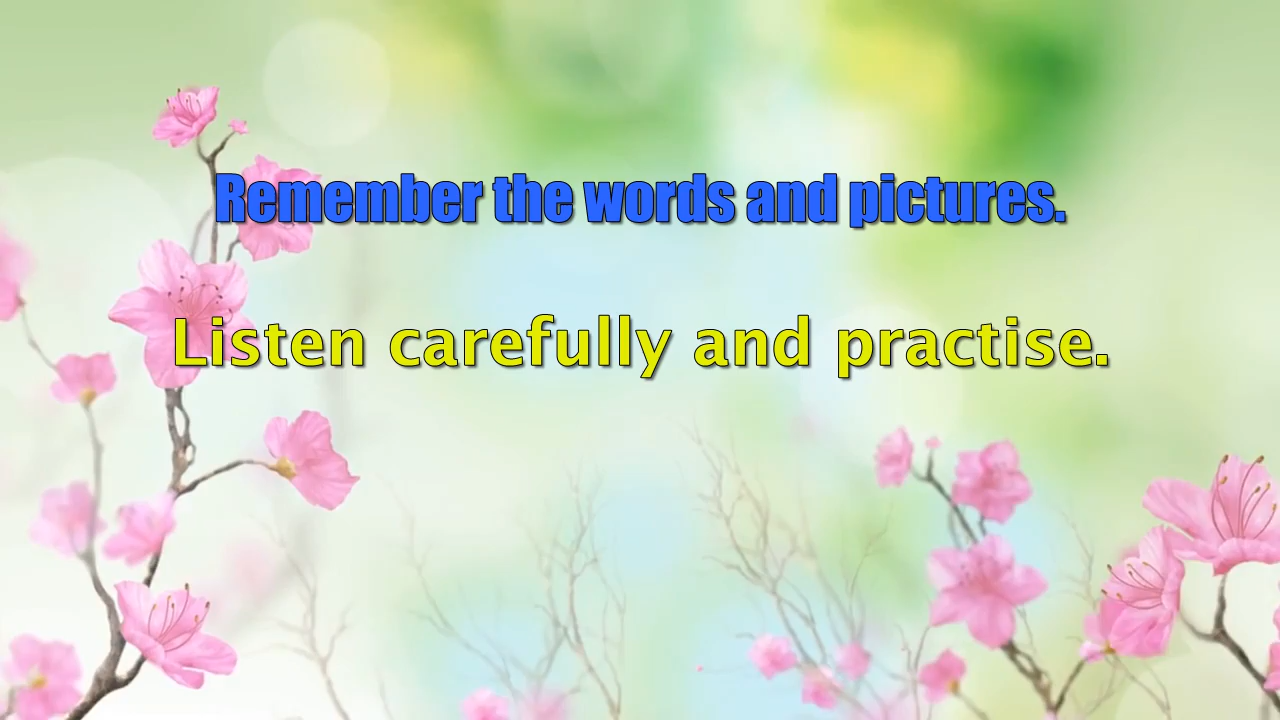 Remember the words and pictures.
Listen carefully and practise.